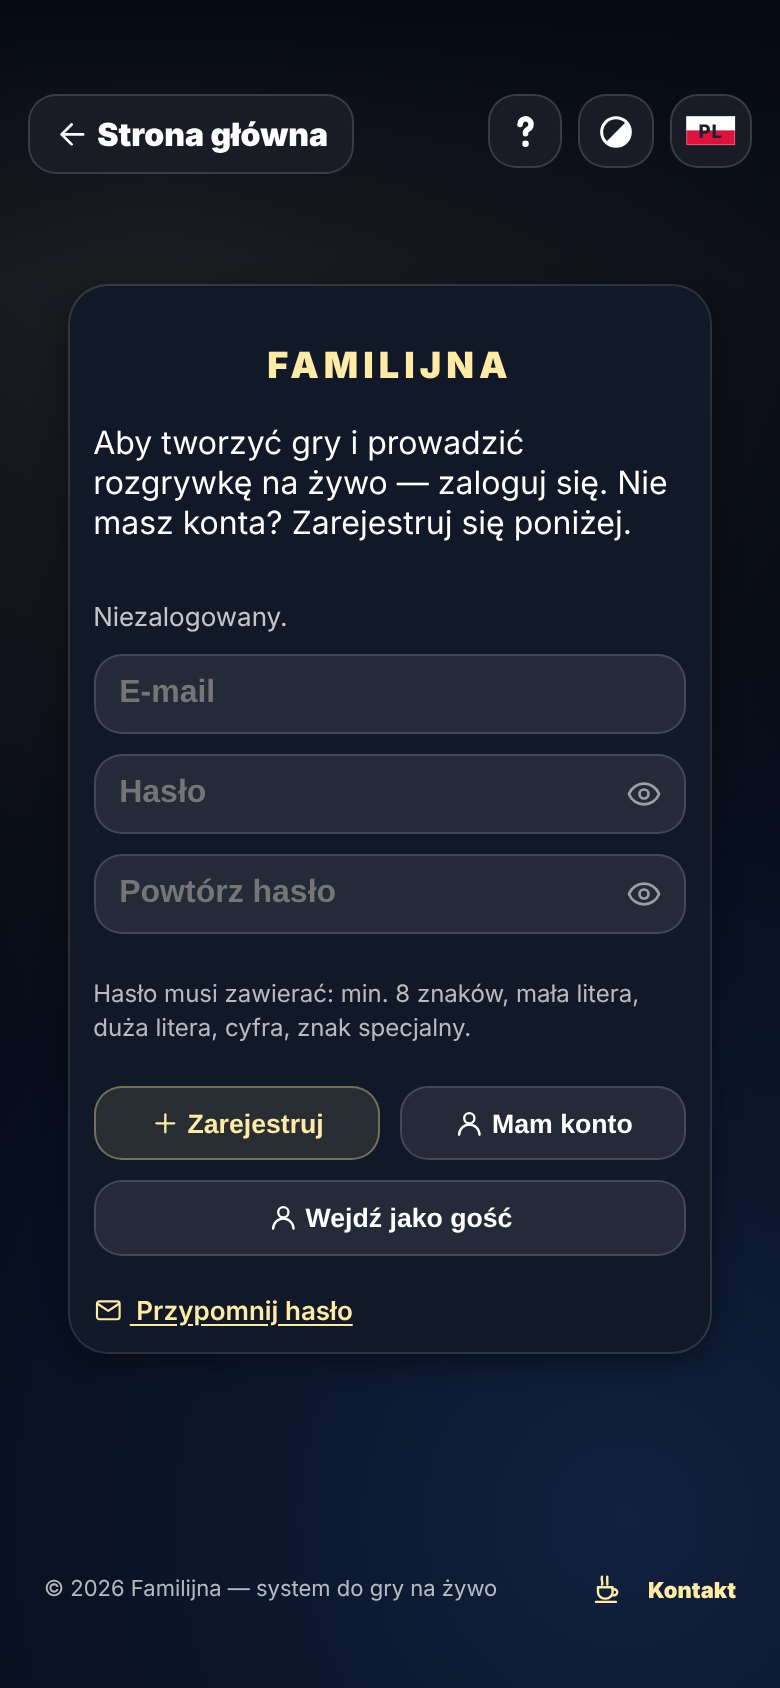 Strona główna
?
PL
FAMILIJNA
Aby tworzyć gry i prowadzić
rozgrywkę na żywo — zaloguj się. Nie
masz konta? Zarejestruj się poniżej.
Niezalogowany.
E-mail
Hasło
Powtórz hasło
Hasło musi zawierać: min. 8 znaków, mała litera,
duża litera, cyfra, znak specjalny.
Zarejestruj
Mam konto
Wejdź jako gość
Przypomnij hasło
© 2026 Familijna — system do gry na żywo
Kontakt